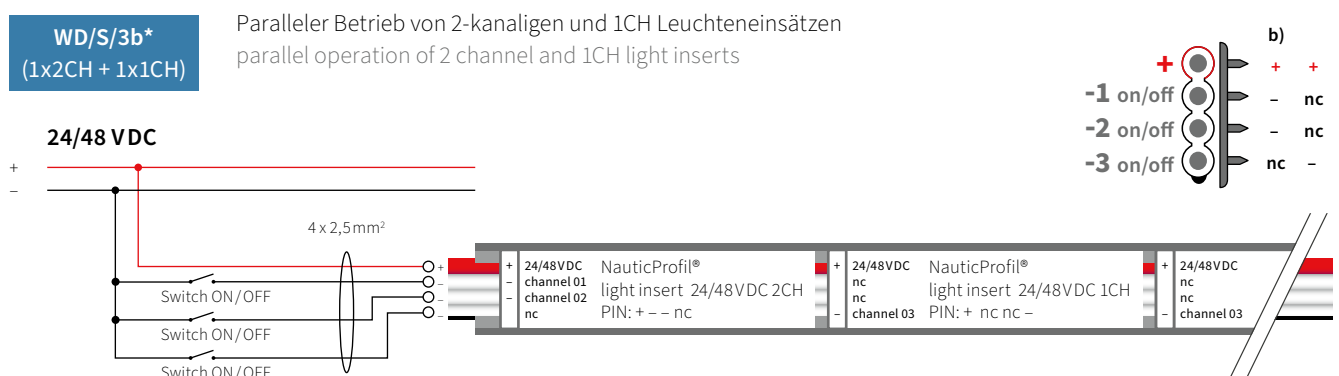 WD/S/3b*
(1x2CH + 1x1CH)
Paralleler Betrieb von 2-kanaligen und 1CH Leuchteneinsätzen
parallel operation of 2 channel and 1CH light inserts
b)
+ + +
-1 on/off – nc
-2 on/off – nc
-3 on/off nc –
24/48 VDC
+
–
4 x 2,5 mm²
+
–
–
–
Switch ON/OFF
Switch ON/OFF
Switch ON/OFF
+ 24/48VDC
– channel 01
– channel 02
nc
NauticProfil®
light insert 24/48VDC 2CH
PIN: + – – nc
+ 24/48VDC
nc
nc
– channel 03
NauticProfil®
light insert 24/48VDC 1CH
PIN: + nc nc –
+ 24/48VDC
nc
nc
– channel 03